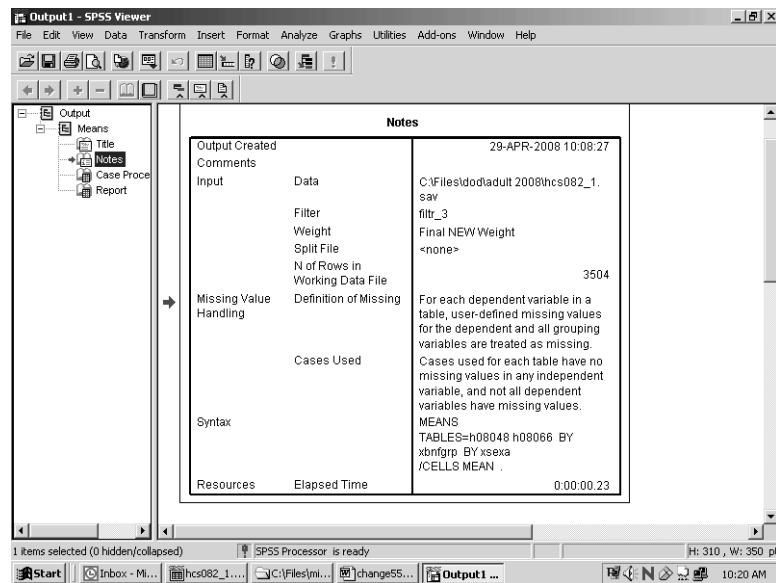 Output1 - SPSS Viewer
File Edit View Data Transform Insert Format Analyze Graphs Utilities Add-ons Window Help
Output
Means
Title
Notes
Case Proce
Report
Notes
Output Created 29-APR-2008 10:08:27
Comments
Input Data C:\Files\dod\adult 2008\hcs082_1.
sav
Filter filtr_3
Weight Final NEW Weight
Split File <none>
N of Rows in
Working Data File 3504
Missing Value Definition of Missing For each dependent variable in a
Handling table, user-defined missing values
for the dependent and all grouping
variables are treated as missing.
Cases Used Cases used for each table have no
missing values in any independent
variable, and not all dependent
variables have missing values.
Syntax MEANS
TABLES=h08048 h08066 BY
xbnfgrp BY xsexa
/CELLS MEAN .
Resources Elapsed Time 0:00:00.23
1 items selected (0 hidden/collapsed) SPSS Processor is ready H: 310 , W: 350 pt
Start Inbox - Mi... hcs082_1.... C:\Files\mi... change55... Output1 ... 10:20 AM